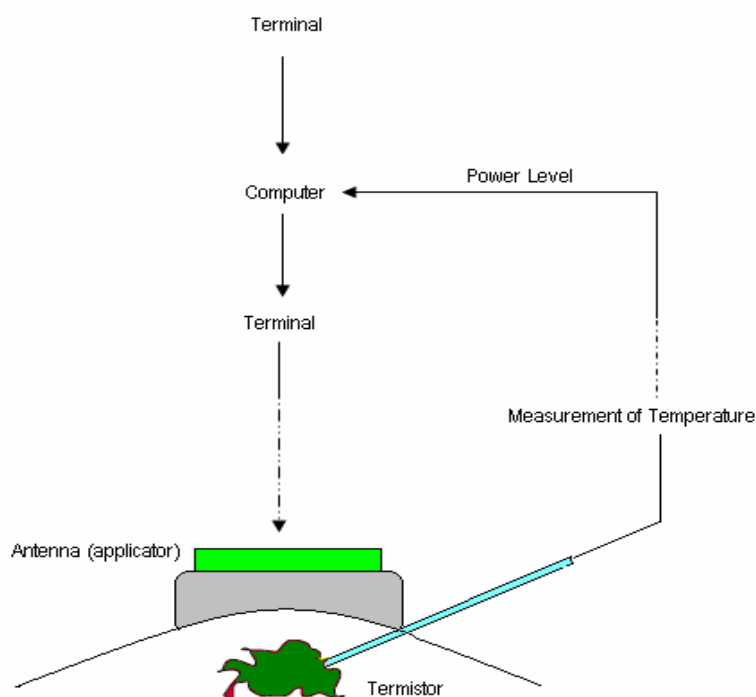 Terminal
Power Level
Computer
Terminal
Measurement of Temperature
Antenna (applicator)
Termistor